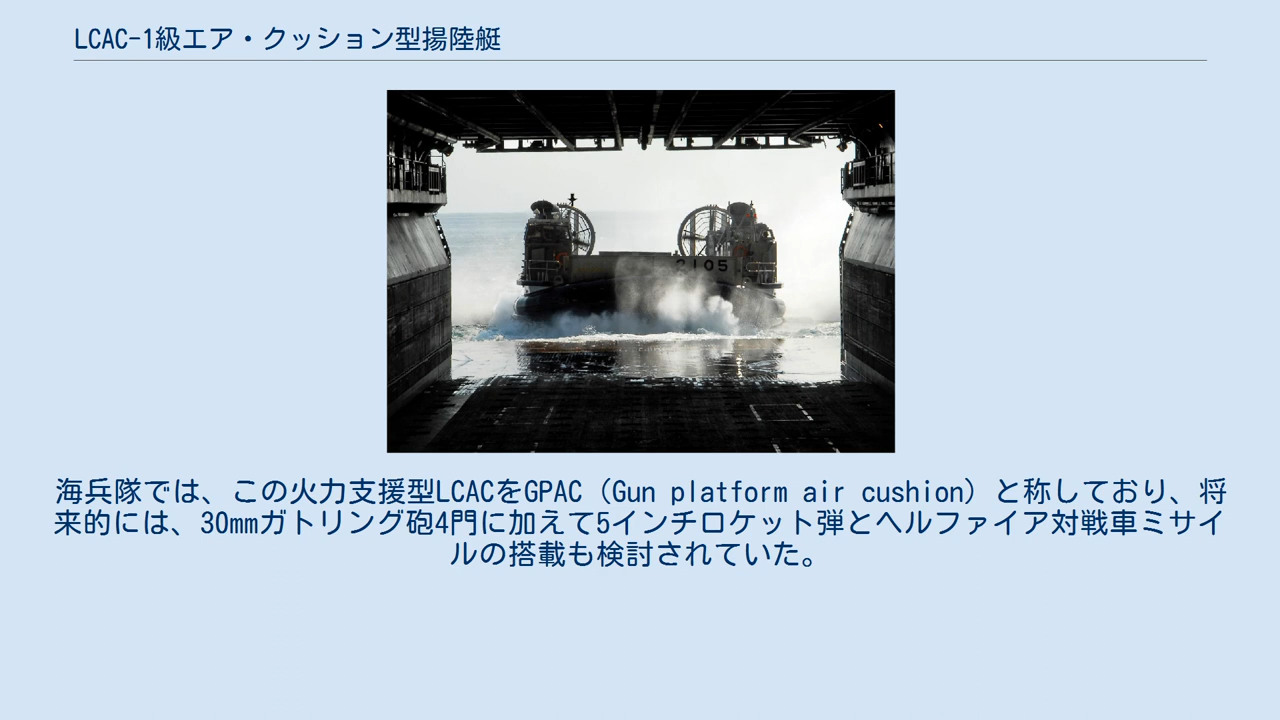 LCAC-1級エア・クッション型揚陸艇
2105
海兵隊では、この火力支援型LCACをGPAC（Gun platform air cushion）と称しており、将
来的には、30mmガトリング砲4門に加えて5インチロケット弾とヘルファイア対戦車ミサイ
ルの搭載も検討されていた。